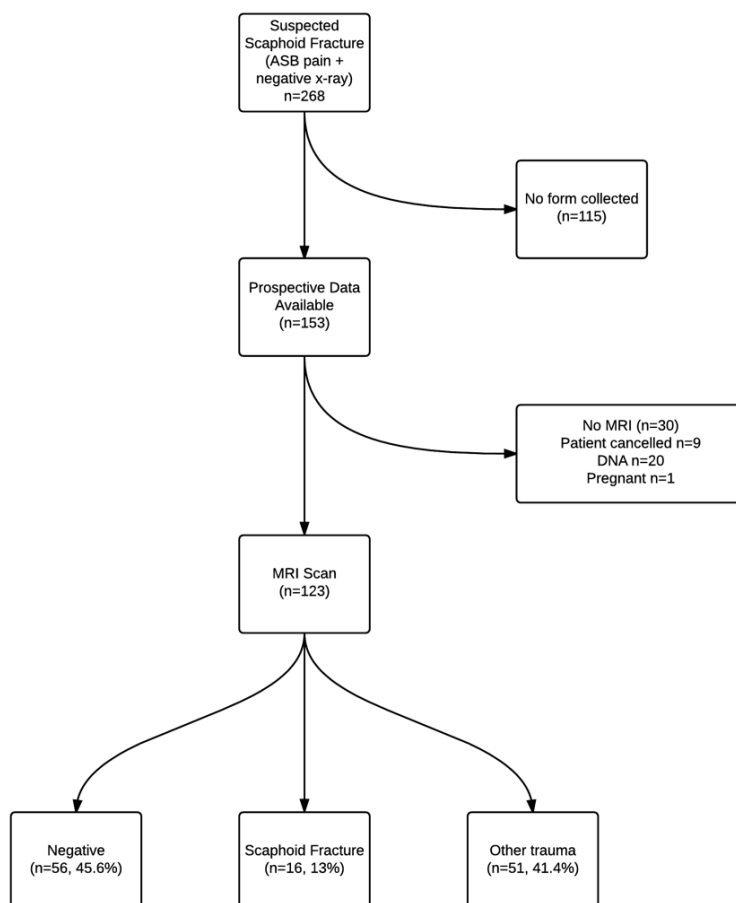 Suspected
Scaphoid Fracture
(ASB pain +
negative x-ray)
n=268
No form collected
(n=115)
Prospective Data
Available
(n=153)
No MRI (n=30)
Patient cancelled n=9
DNA n=20
Pregnant n=1
MRI Scan
(n=123)
Negative
(n=56, 45.6%)
Scaphoid Fracture
(n=16, 13%)
Other trauma
(n=51, 41.4%)